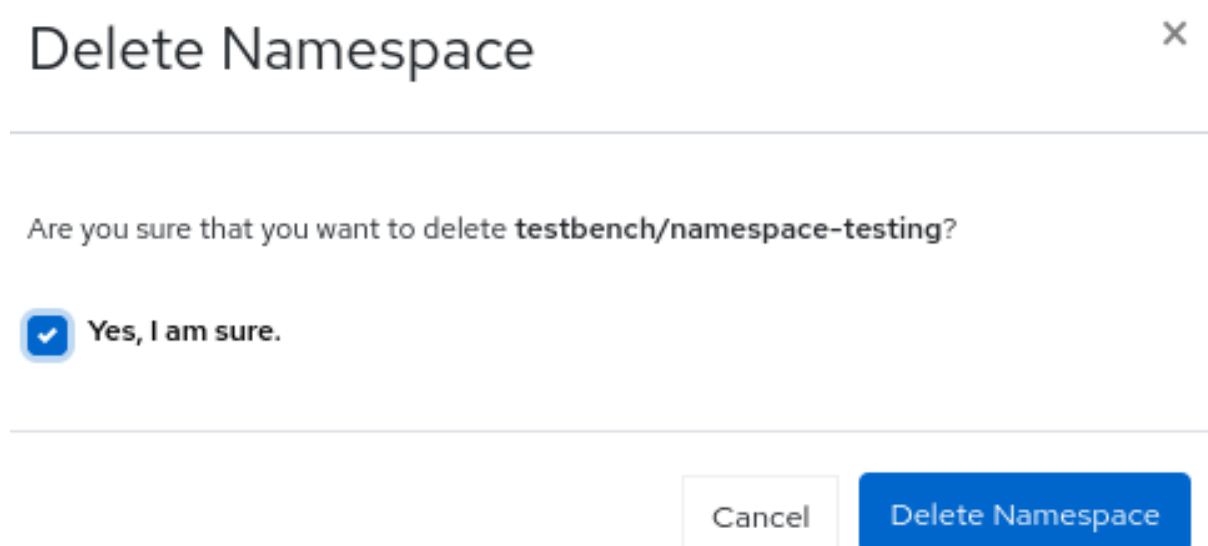 Delete Namespace
Are you sure that you want to delete testbench/namespace-testing?
Yes, I am sure.
Cancel
Delete Namespace